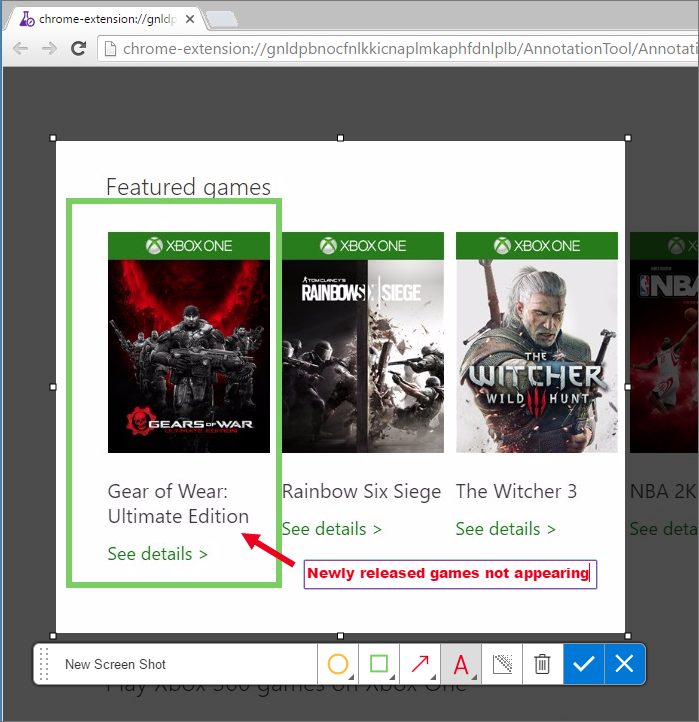 chrome-extension://gnldp
chrome-extension://gnldpbnocfnlkkicnaplmkaphfdnlplb/AnnotationTool/Annotati
Featured games
XBOX ONE
XBOX ONE
XBOX ONE
GEARS OF WAR
ULTIMATE EDITION
TOM CLANCY'S
RAINBOW SIX | SIEGE
THE
WITCHER
WILD HUNT
NBA
Gear of Wear:
Ultimate Edition
See details >
Rainbow Six Siege
See details >
The Witcher 3
See details >
NBA 2K
See deta
Newly released games not appearing
New Screen Shot
A
Play Xbox 360 games on Xbox One